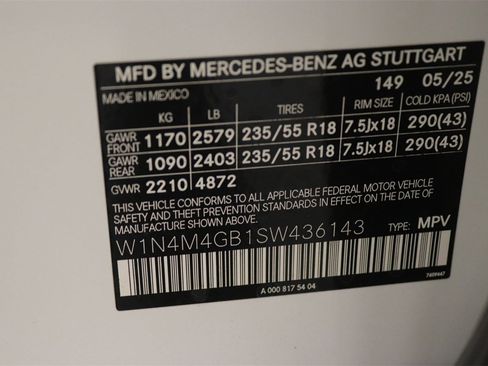 MFD BY MERCEDES-BENZ AG STUTTGART
MADE IN MEXICO 149 05/25
KG LB TIRES RIM SIZE COLD KPA(PSI)
GAWR FRONT 1170 2579 235/55 R18 7.5Jx18 290(43)
GAWR REAR 1090 2403 235/55 R18 7.5Jx18 290(43)
GVWR 2210 4872
THIS VEHICLE CONFORMS TO ALL APPLICABLE FEDERAL MOTOR VEHICLE
SAFETY AND THEFT PREVENTION STANDARDS IN EFFECT ON THE DATE OF
MANUFACTURE SHOWN ABOVE.
W1N4M4GB1SW436143 TYPE: MPV
A 000 817 54 04